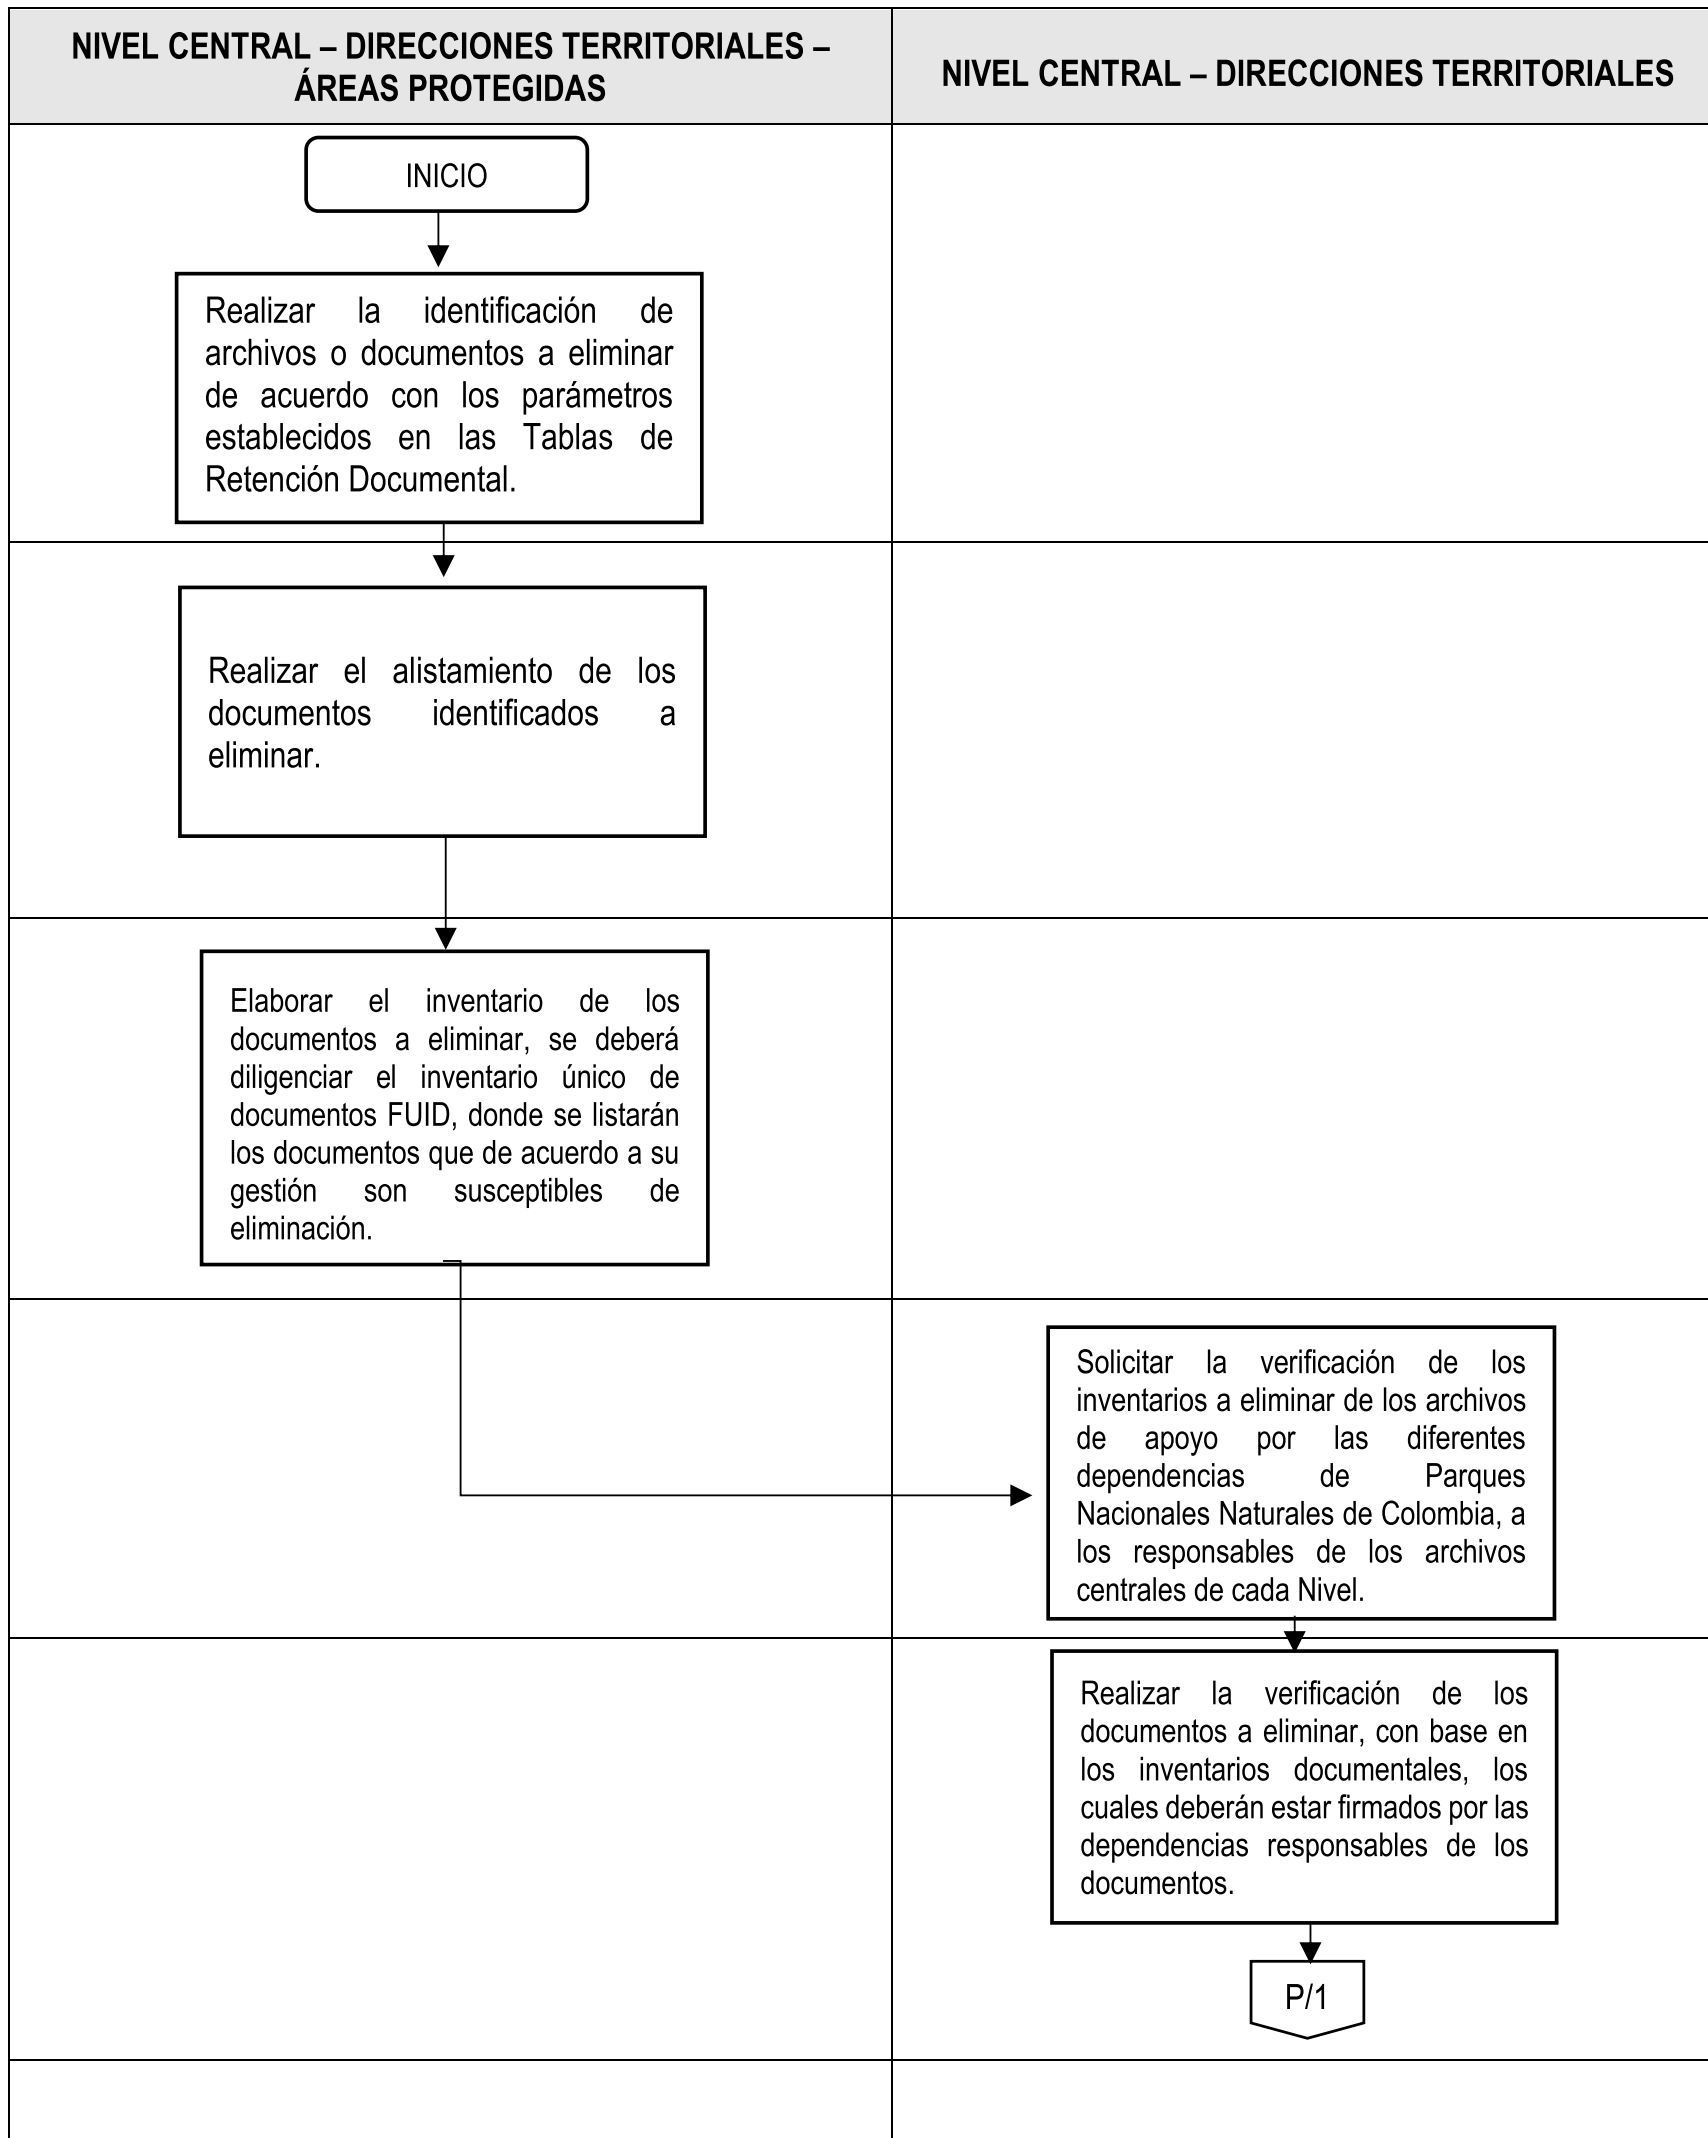 NIVEL CENTRAL – DIRECCIONES TERRITORIALES –
ÁREAS PROTEGIDAS
NIVEL CENTRAL – DIRECCIONES TERRITORIALES
INICIO
Realizar la identificación de
archivos o documentos a eliminar
de acuerdo con los parámetros
establecidos en las Tablas de
Retención Documental.
Realizar el alistamiento de los
documentos identificados a
eliminar.
Elaborar el inventario de los
documentos a eliminar, se deberá
diligenciar el inventario único de
documentos FUID, donde se listarán
los documentos que de acuerdo a su
gestión son susceptibles de
eliminación.
Solicitar la verificación de los
inventarios a eliminar de los archivos
de apoyo por las diferentes
dependencias de Parques
Nacionales Naturales de Colombia, a
los responsables de los archivos
centrales de cada Nivel.
Realizar la verificación de los
documentos a eliminar, con base en
los inventarios documentales, los
cuales deberán estar firmados por las
dependencias responsables de los
documentos.
P/1